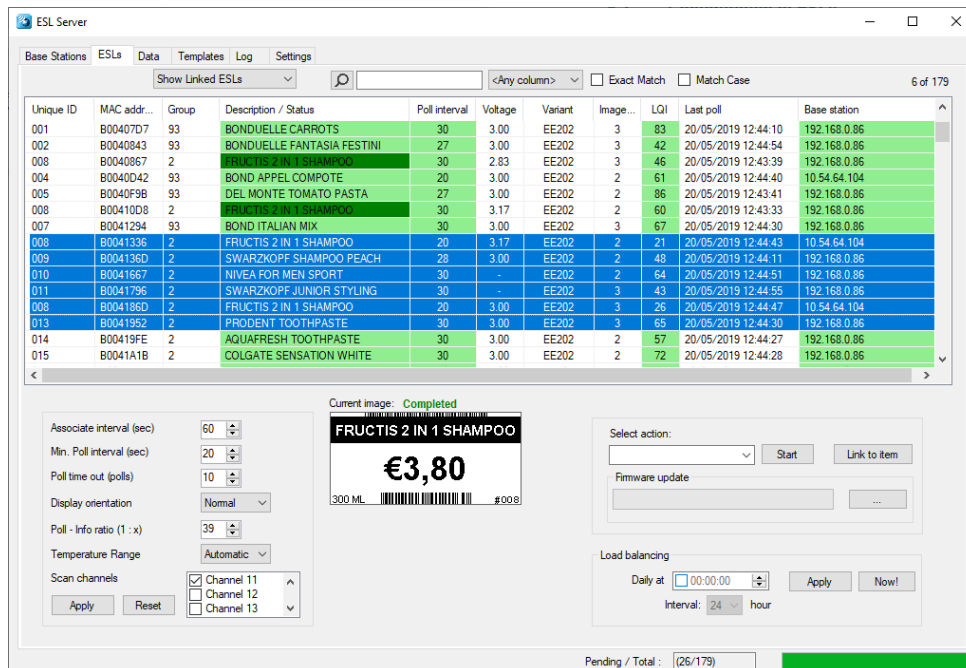 ESL Server
Base Stations ESLs Data Templates Log Settings
Show Linked ESLs <Any column> Exact Match Match Case 6 of 179
Unique ID MAC addr... Group Description / Status Poll interval Voltage Variant Image... LQI Last poll Base station
001 B00407D7 93 BONDUELLE CARROTS 30 3.00 EE202 3 83 20/05/2019 12:44:10 192.168.0.86
002 B0040843 93 BONDUELLE FANTASIA FESTINI 27 3.00 EE202 3 42 20/05/2019 12:44:54 192.168.0.86
008 B0040867 2 FRUCTIS 2 IN 1 SHAMPOO 30 2.83 EE202 3 46 20/05/2019 12:43:39 192.168.0.86
004 B0040D42 93 BOND APPEL COMPOTE 20 3.00 EE202 3 61 20/05/2019 12:44:40 10.54.64.104
005 B0040F9B 93 DEL MONTE TOMATO PASTA 27 3.00 EE202 2 86 20/05/2019 12:43:41 192.168.0.86
008 B00410D8 2 FRUCTIS 2 IN 1 SHAMPOO 30 3.17 EE202 2 60 20/05/2019 12:43:33 192.168.0.86
007 B0041294 93 BOND ITALIAN MIX 30 3.00 EE202 3 67 20/05/2019 12:44:30 192.168.0.86
008 B0041336 2 FRUCTIS 2 IN 1 SHAMPOO 20 3.17 EE202 2 21 20/05/2019 12:44:43 10.54.64.104
009 B004136D 2 SWARZKOPF SHAMPOO PEACH 28 3.00 EE202 2 48 20/05/2019 12:44:11 192.168.0.86
010 B0041667 2 NIVEA FOR MEN SPORT 30 - EE202 2 64 20/05/2019 12:44:51 192.168.0.86
011 B0041796 2 SWARZKOPF JUNIOR STYLING 30 - EE202 3 43 20/05/2019 12:44:55 192.168.0.86
008 B004186D 2 FRUCTIS 2 IN 1 SHAMPOO 20 3.00 EE202 3 26 20/05/2019 12:44:47 10.54.64.104
013 B0041952 2 PRODENT TOOTHPASTE 30 3.00 EE202 3 65 20/05/2019 12:44:30 192.168.0.86
014 B00419FE 2 AQUAFRESH TOOTHPASTE 30 3.00 EE202 2 57 20/05/2019 12:44:27 192.168.0.86
015 B0041A1B 2 COLGATE SENSATION WHITE 30 3.00 EE202 2 72 20/05/2019 12:44:28 192.168.0.86
Associate interval (sec) 60
Min. Poll interval (sec) 20
Poll time out (polls) 10
Display orientation Normal
Poll - Info ratio (1 : x) 39
Temperature Range Automatic
Scan channels Channel 11
Channel 12
Channel 13
Apply Reset
Current image: Completed
FRUCTIS 2 IN 1 SHAMPOO
€3,80
300 ML #008
Select action:
Start Link to item
Firmware update
...
Load balancing
Daily at 00:00:00 Apply Now!
Interval: 24 hour
Pending / Total : (26/179)